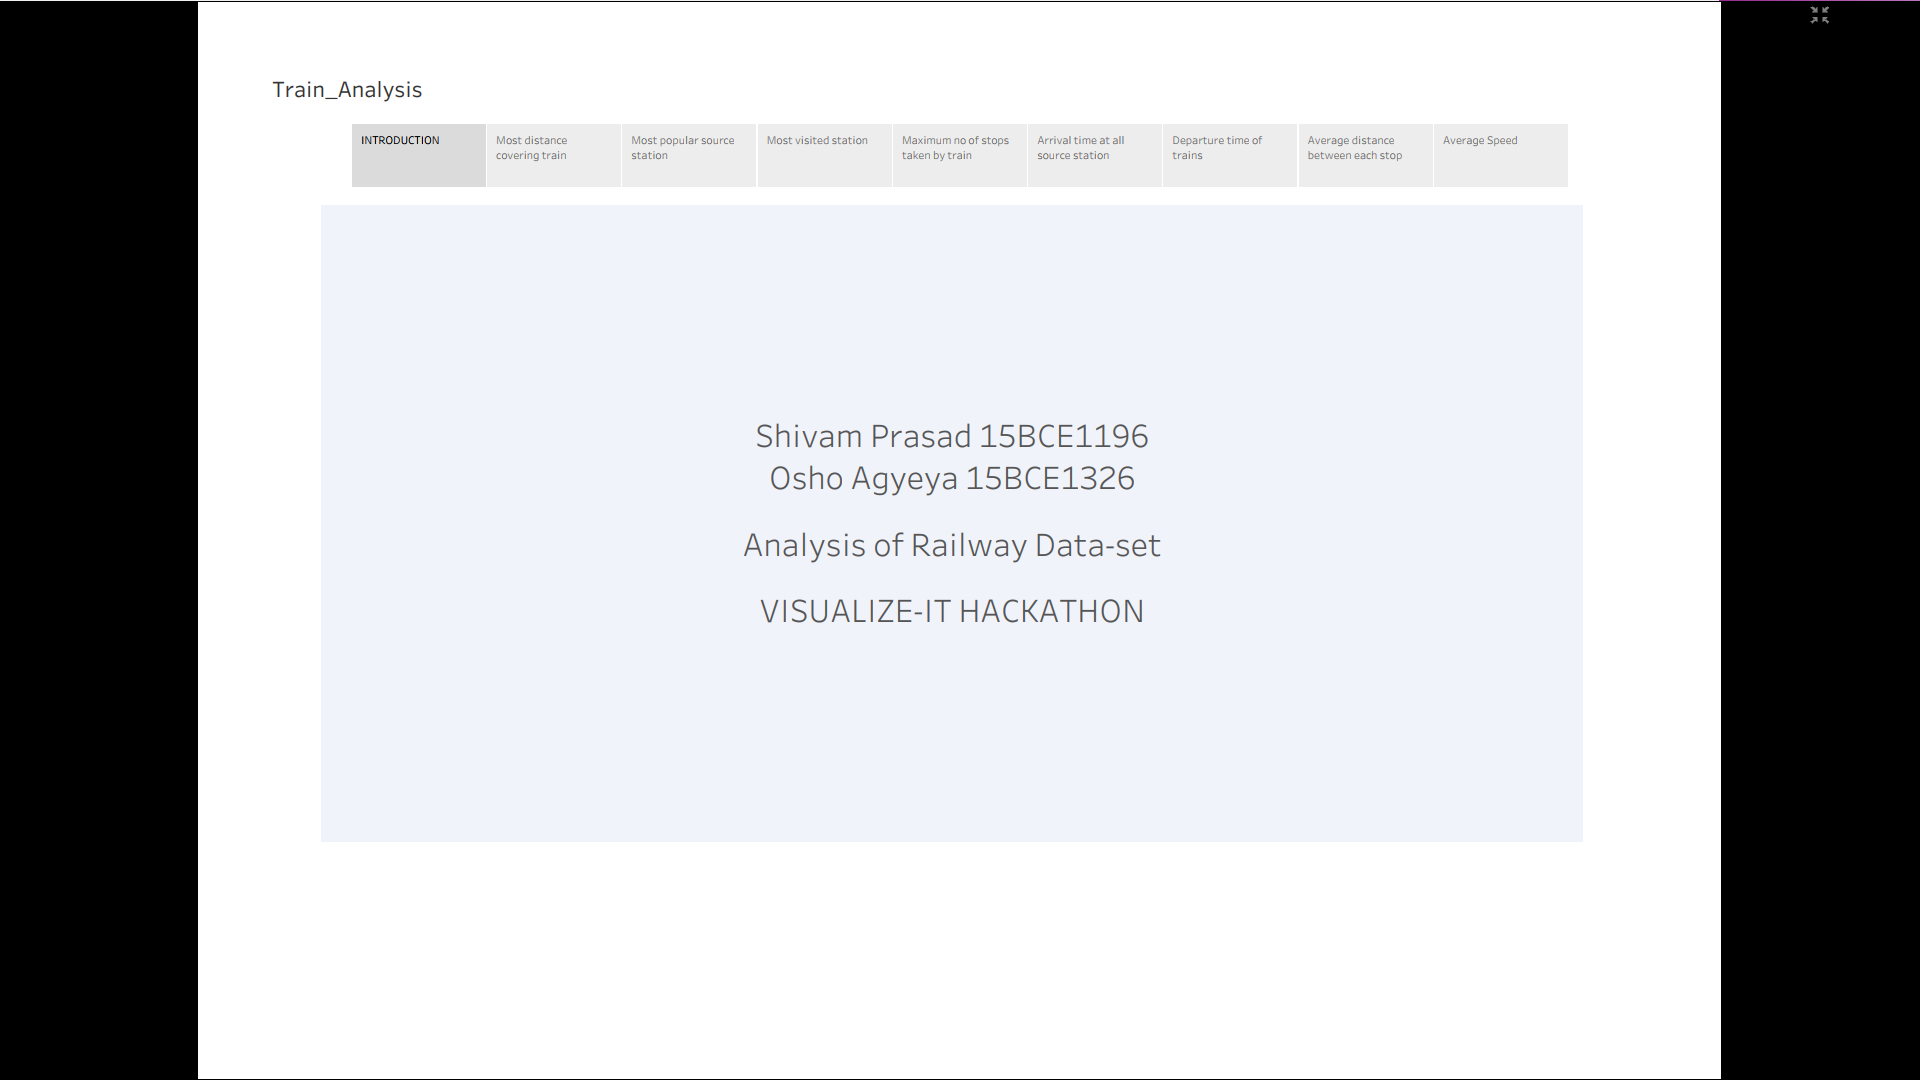 Train_Analysis
INTRODUCTION
Most distance
covering train
Most popular source
station
Most visited station
Maximum no of stops
taken by train
Arrival time at all
source station
Departure time of
trains
Average distance
between each stop
Average Speed
Shivam Prasad 15BCE1196
Osho Agyeya 15BCE1326
Analysis of Railway Data-set
VISUALIZE-IT HACKATHON